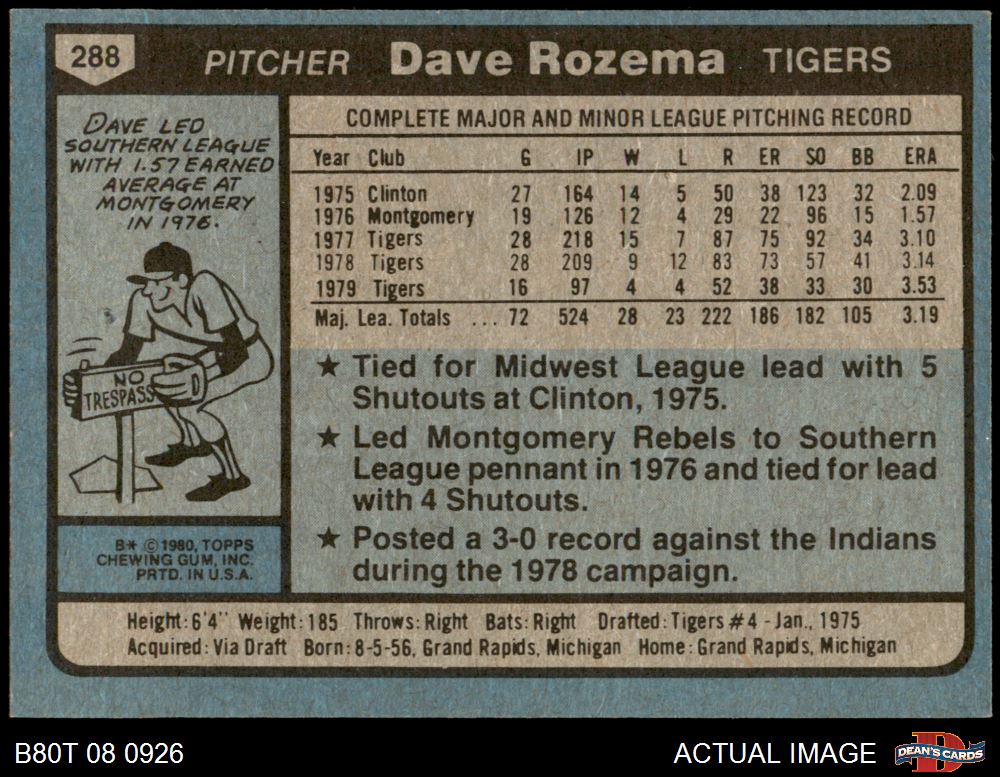 288 PITCHER Dave Rozema TIGERS
DAVE LED
SOUTHERN LEAGUE
WITH 1.57 EARNED
AVERAGE AT
MONTGOMERY
IN 1976.
NO
TRESPASS
B* © 1980, TOPPS
CHEWING GUM, INC.
PRTD. IN U.S.A.
COMPLETE MAJOR AND MINOR LEAGUE PITCHING RECORD
Year Club G IP W L R ER SO BB ERA
1975 Clinton 27 164 14 5 50 38 123 32 2.09
1976 Montgomery 19 126 12 4 29 22 96 15 1.57
1977 Tigers 28 218 15 7 87 75 92 34 3.10
1978 Tigers 28 209 9 12 83 73 57 41 3.14
1979 Tigers 16 97 4 4 52 38 33 30 3.53
Maj. Lea. Totals ... 72 524 28 23 222 186 182 105 3.19
★ Tied for Midwest League lead with 5
Shutouts at Clinton, 1975.
★ Led Montgomery Rebels to Southern
League pennant in 1976 and tied for lead
with 4 Shutouts.
★ Posted a 3-0 record against the Indians
during the 1978 campaign.
Height: 6'4" Weight: 185 Throws: Right Bats: Right Drafted: Tigers #4 - Jan., 1975
Acquired: Via Draft Born: 8-5-56, Grand Rapids, Michigan Home: Grand Rapids, Michigan
B80T 08 0926 ACTUAL IMAGE DEAN'S CARDS